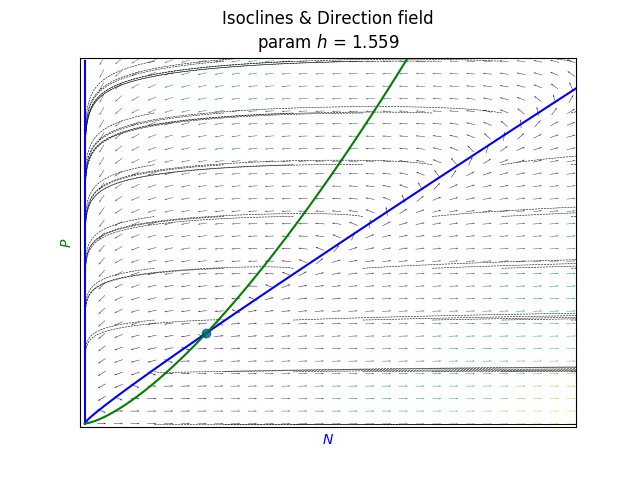 Isoclines & Direction field
param h = 1.559
P
N